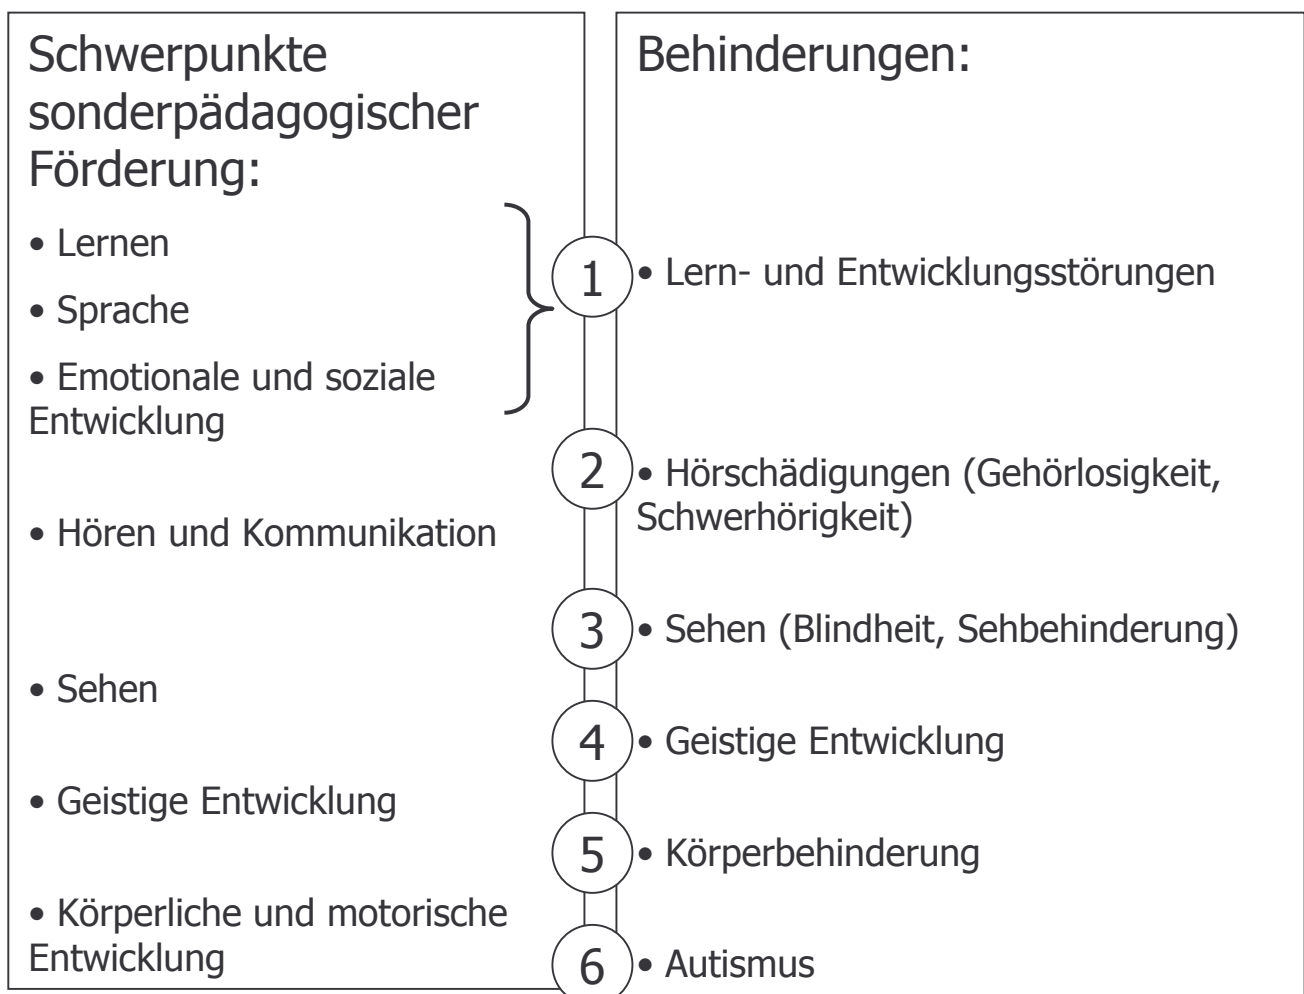 Schwerpunkte
sonderpädagogischer
Förderung:
• Lernen
• Sprache
• Emotionale und soziale
Entwicklung
• Hören und Kommunikation
• Sehen
• Geistige Entwicklung
• Körperliche und motorische
Entwicklung
Behinderungen:
1
• Lern- und Entwicklungsstörungen
2
• Hörschädigungen (Gehörlosigkeit,
Schwerhörigkeit)
3
• Sehen (Blindheit, Sehbehinderung)
4
• Geistige Entwicklung
5
• Körperbehinderung
6
• Autismus